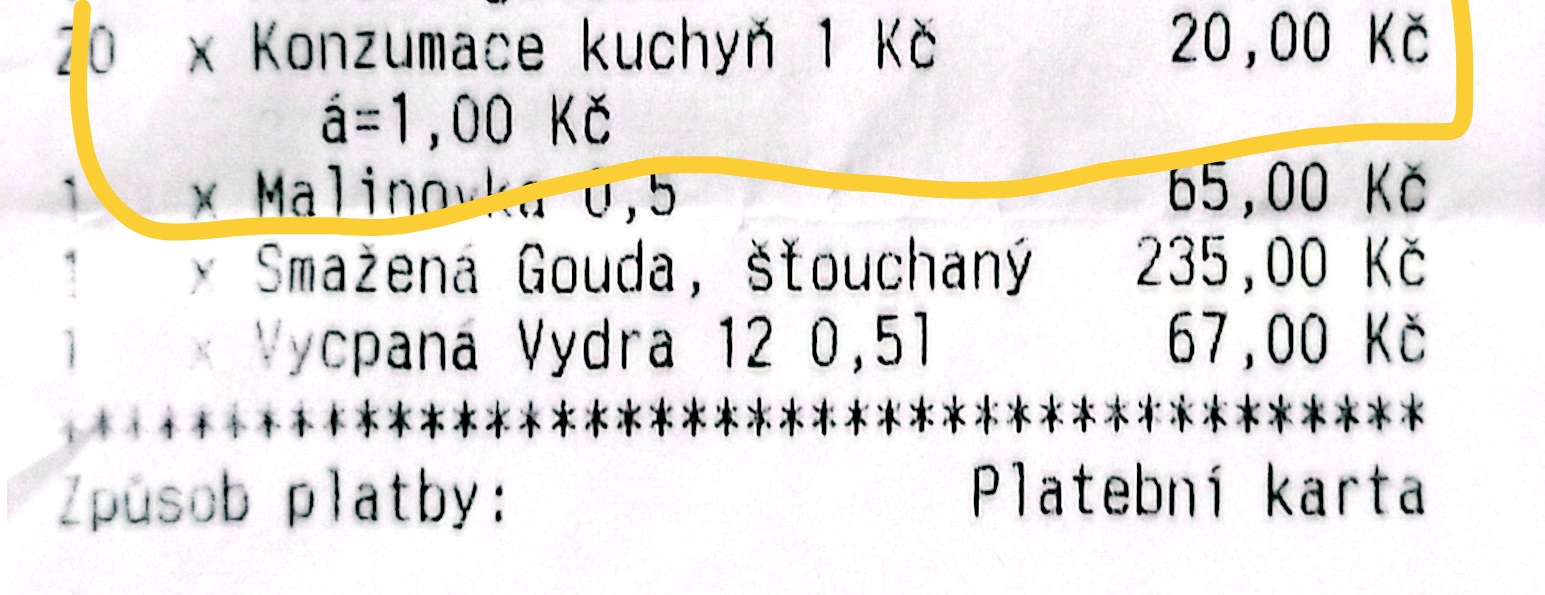 20 x Konzumace kuchyň 1 Kč 20,00 Kč
á=1,00 Kč
1 x Malinovka 0,5 65,00 Kč
1 x Smažená Gouda, šťouchaný 235,00 Kč
1 x Vycpaná Vydra 12 0,5l 67,00 Kč
******************************************
Způsob platby: Platební karta